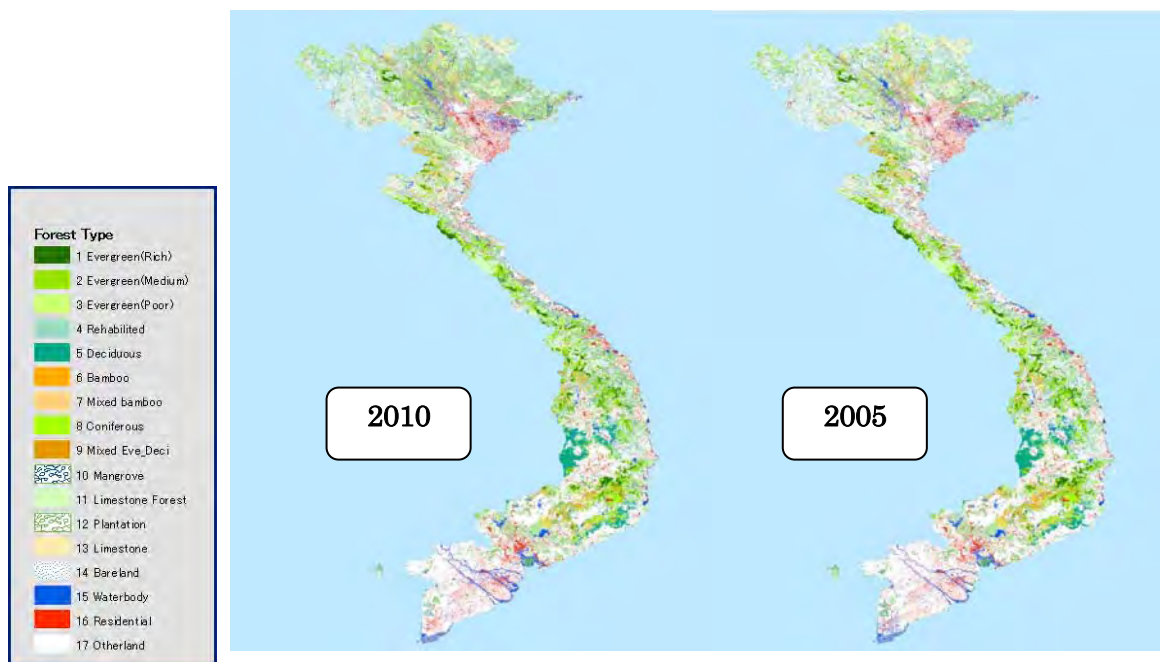 Forest Type
1 Evergreen(Rich)
2 Evergreen(Medium)
3 Evergreen(Poor)
4 Rehabilited
5 Deciduous
6 Bamboo
7 Mixed bamboo
8 Coniferous
9 Mixed Eve_Deci
10 Mangrove
11 Limestone Forest
12 Plantation
13 Limestone
14 Bareland
15 Waterbody
16 Residential
17 Otherland
2010
2005